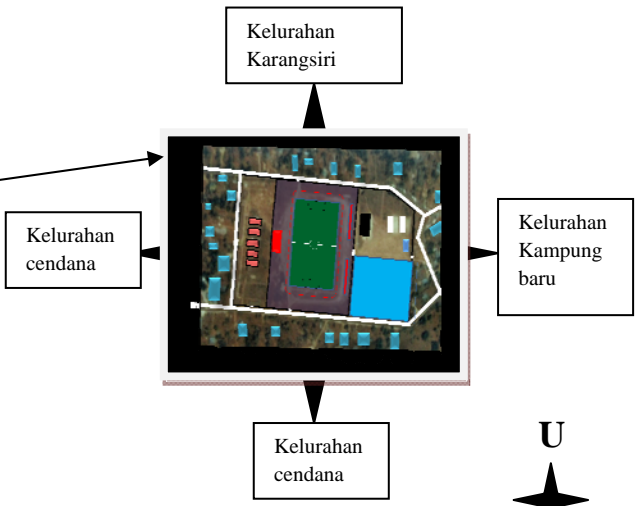 Kelurahan
Karangsiri
Kelurahan
cendana
Kelurahan
Kampung
baru
Kelurahan
cendana
U